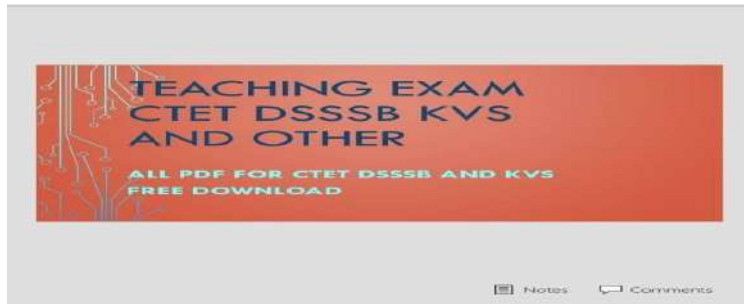 TEACHING EXAM
CTET DSSSB KVS
AND OTHER
ALL PDF FOR CTET DSSSB AND KVS
FREE DOWNLOAD
Notes Comments